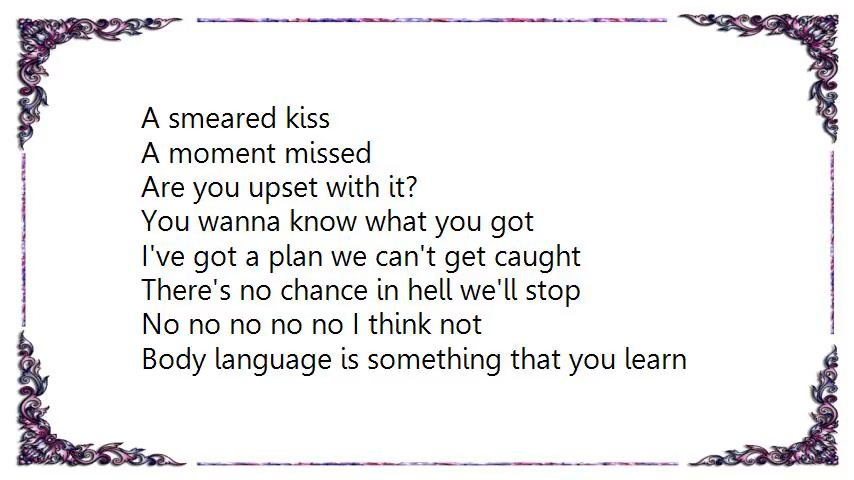 A smeared kiss
A moment missed
Are you upset with it?
You wanna know what you got
I've got a plan we can't get caught
There's no chance in hell we'll stop
No no no no no I think not
Body language is something that you learn